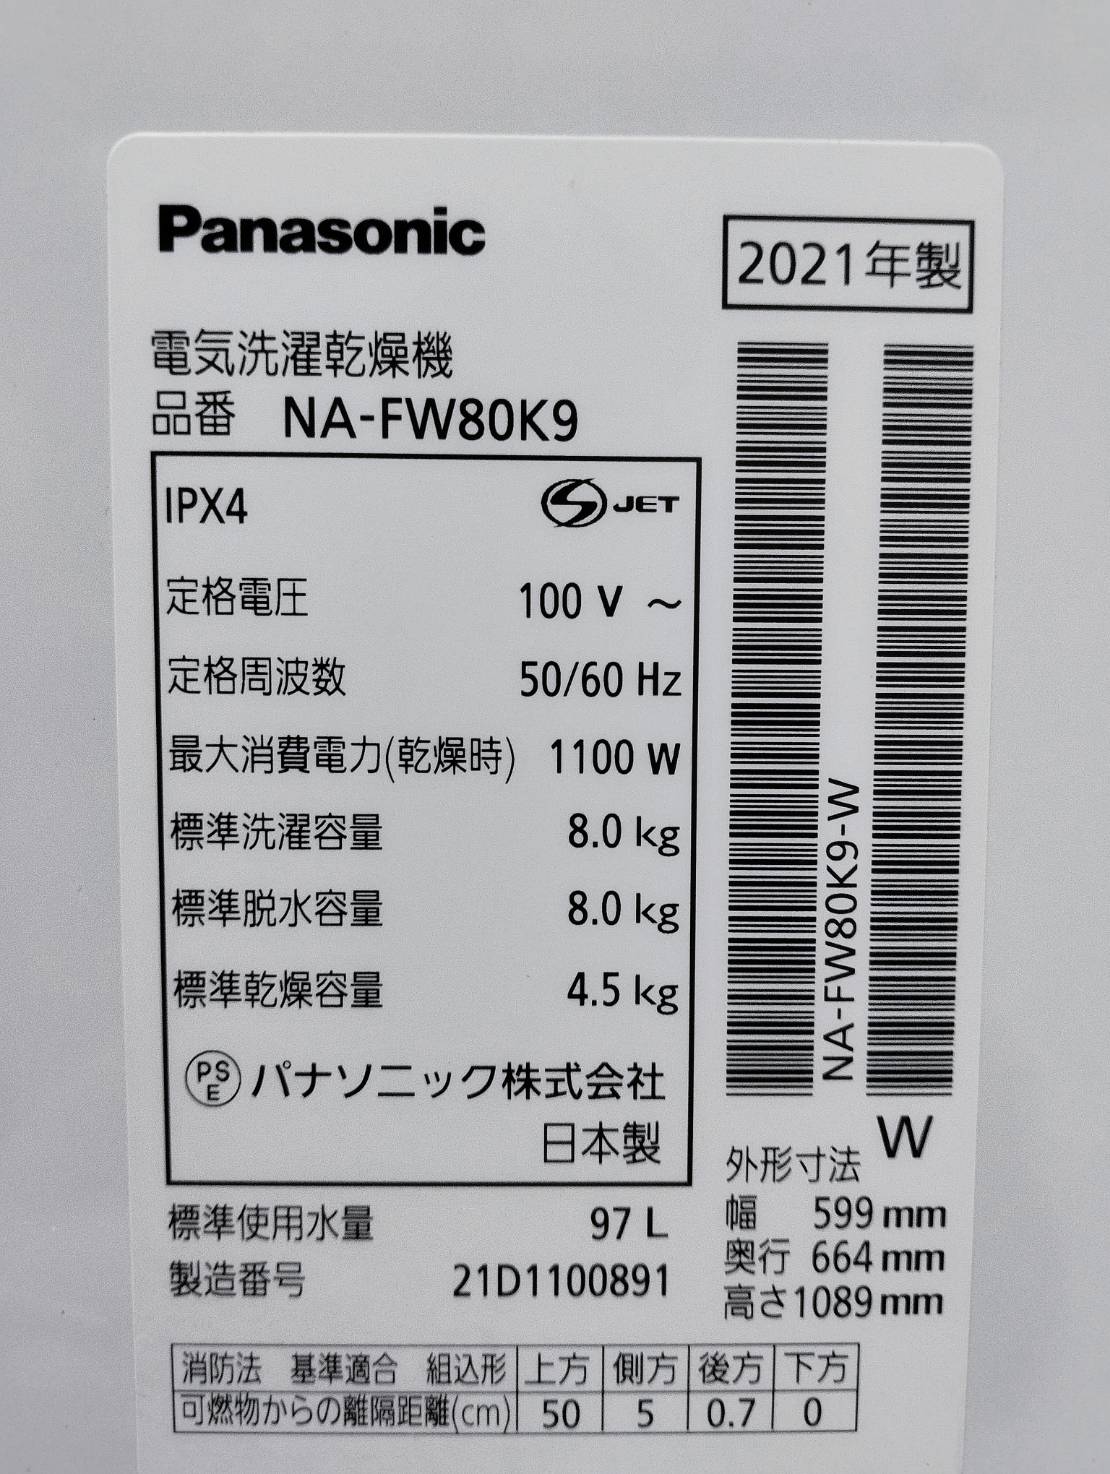 Panasonic
2021年製
電気洗濯乾燥機
品番 NA-FW80K9
IPX4 S JET
定格電圧 100 V ～
定格周波数 50/60 Hz
最大消費電力(乾燥時) 1100 W
標準洗濯容量 8.0 kg
標準脱水容量 8.0 kg
標準乾燥容量 4.5 kg
PSE パナソニック株式会社
日本製
標準使用水量 97 L
製造番号 21D1100891
NA-FW80K9-W
W
外形寸法
幅 599 mm
奥行 664 mm
高さ 1089 mm
消防法 基準適合 組込形 上方 側方 後方 下方
可燃物からの離隔距離(cm) 50 5 0.7 0